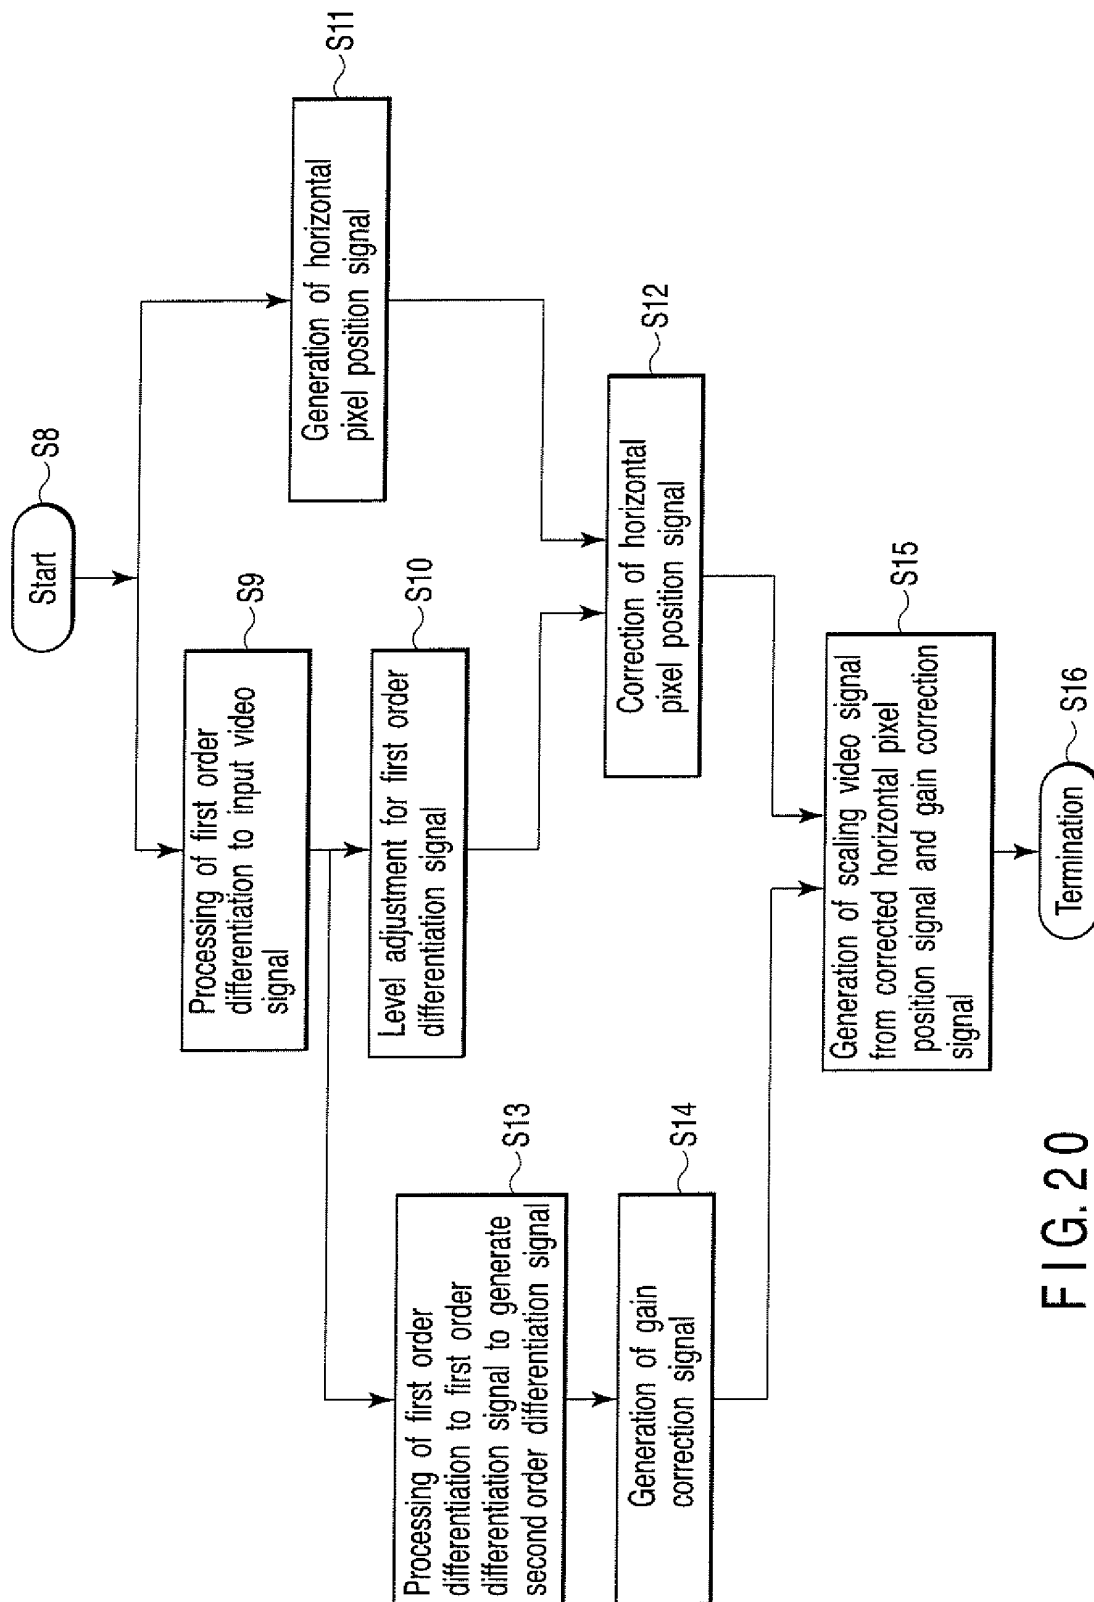 Start
S8
Processing of first order
differentiation to input video
signal
S9
Level adjustment for first order
differentiation signal
S10
Generation of horizontal
pixel position signal
S11
Correction of horizontal
pixel position signal
S12
Processing of first order
differentiation to first order
differentiation signal to generate
second order differentiation signal
S13
Generation of gain
correction signal
S14
Generation of scaling video signal
from corrected horizontal pixel
position signal and gain correction
signal
S15
Termination
S16
FIG. 20